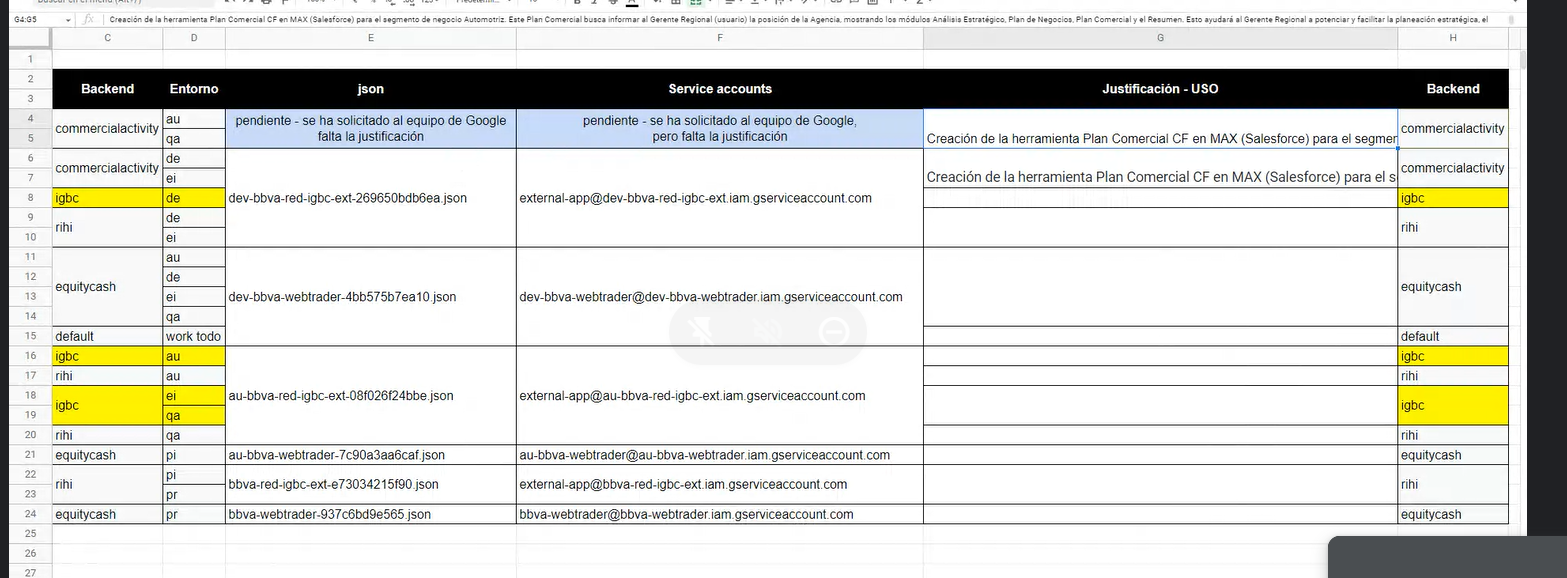 G4:G5 fx Creación de la herramienta Plan Comercial CF en MAX (Salesforce) para el segmento de negocio Automotriz. Este Plan Comercial busca informar al Gerente Regional (usuario) la posición de la Agencia, mostrando los módulos Análisis Estratégico, Plan de Negocios, Plan Comercial y el Resumen. Esto ayudará al Gerente Regional a potenciar y facilitar la planeación estratégica, el
C D E F G H
1
2
3
Backend Entorno json Service accounts Justificación - USO Backend
4 commercialactivity au pendiente - se ha solicitado al equipo de Google pendiente - se ha solicitado al equipo de Google, commercialactivity
5 qa falta la justificación pero falta la justificación Creación de la herramienta Plan Comercial CF en MAX (Salesforce) para el segmer
6 commercialactivity de commercialactivity
7 ei Creación de la herramienta Plan Comercial CF en MAX (Salesforce) para el s
8 igbc de dev-bbva-red-igbc-ext-269650bdb6ea.json external-app@dev-bbva-red-igbc-ext.iam.gserviceaccount.com igbc
9 rihi de rihi
10 ei
11 au
12 equitycash de equitycash
13 ei dev-bbva-webtrader-4bb575b7ea10.json dev-bbva-webtrader@dev-bbva-webtrader.iam.gserviceaccount.com
14 qa
15 default work todo default
16 igbc au igbc
17 rihi au rihi
18 igbc ei au-bbva-red-igbc-ext-08f026f24bbe.json external-app@au-bbva-red-igbc-ext.iam.gserviceaccount.com igbc
19 qa
20 rihi qa rihi
21 equitycash pi au-bbva-webtrader-7c90a3aa6caf.json au-bbva-webtrader@au-bbva-webtrader.iam.gserviceaccount.com equitycash
22 rihi pi bbva-red-igbc-ext-e73034215f90.json external-app@bbva-red-igbc-ext.iam.gserviceaccount.com rihi
23 pr
24 equitycash pr bbva-webtrader-937c6bd9e565.json bbva-webtrader@bbva-webtrader.iam.gserviceaccount.com equitycash
25
26
27